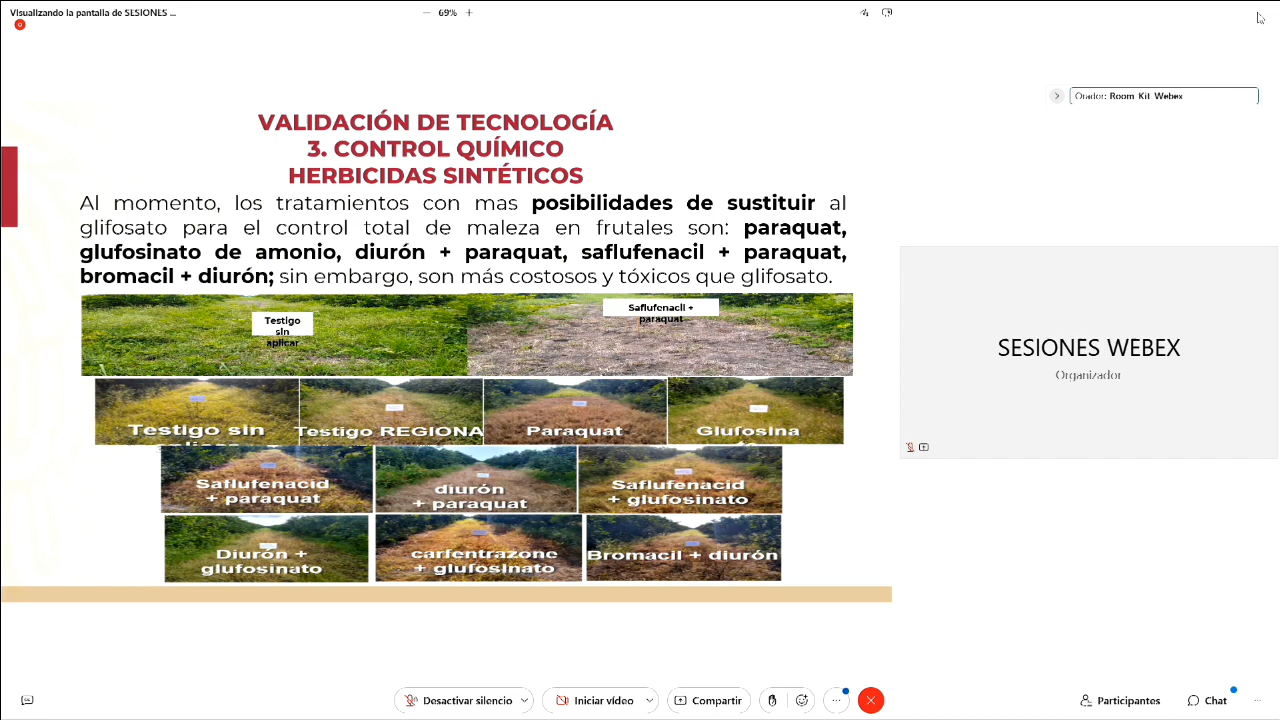 Visualizando la pantalla de SESIONES ...
69%
Orador: Room Kit Webex
VALIDACIÓN DE TECNOLOGÍA
3. CONTROL QUÍMICO
HERBICIDAS SINTÉTICOS
Al momento, los tratamientos con mas posibilidades de sustituir al
glifosato para el control total de maleza en frutales son: paraquat,
glufosinato de amonio, diurón + paraquat, saflufenacil + paraquat,
bromacil + diurón; sin embargo, son más costosos y tóxicos que glifosato.
Testigo
sin
aplicar
Saflufenacil +
paraquat
Testigo sin
Testigo REGIONA
Paraquat
Glufosina
Saflufenacid
+ paraquat
diurón
+ paraquat
Saflufenacid
+ glufosinato
Diurón +
glufosinato
carfentrazone
+ glufosinato
Bromacil + diurón
SESIONES WEBEX
Organizador
Desactivar silencio
Iniciar vídeo
Compartir
Participantes
Chat